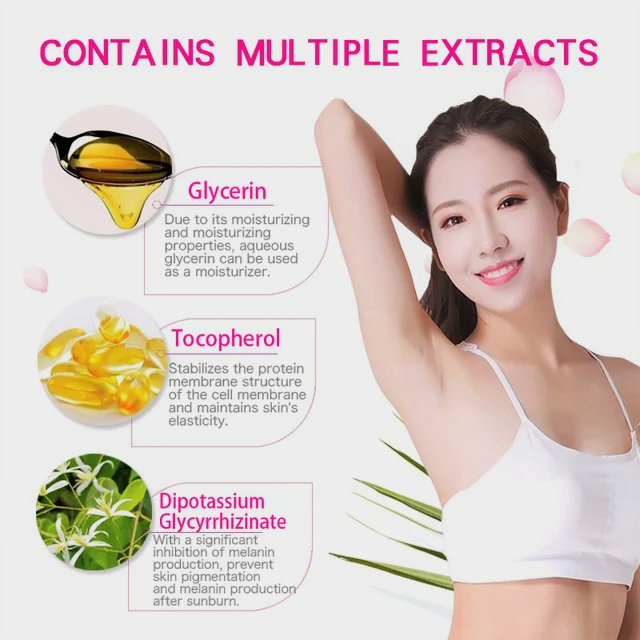 CONTAINS MULTIPLE EXTRACTS
Glycerin
Due to its moisturizing
and moisturizing
properties, aqueous
glycerin can be used
as a moisturizer.
Tocopherol
Stabilizes the protein
membrane structure
of the cell membrane
and maintains skin's
elasticity.
Dipotassium
Glycyrrhizinate
With a significant
inhibition of melanin
production, prevent
skin pigmentation
and melanin production
after sunburn.